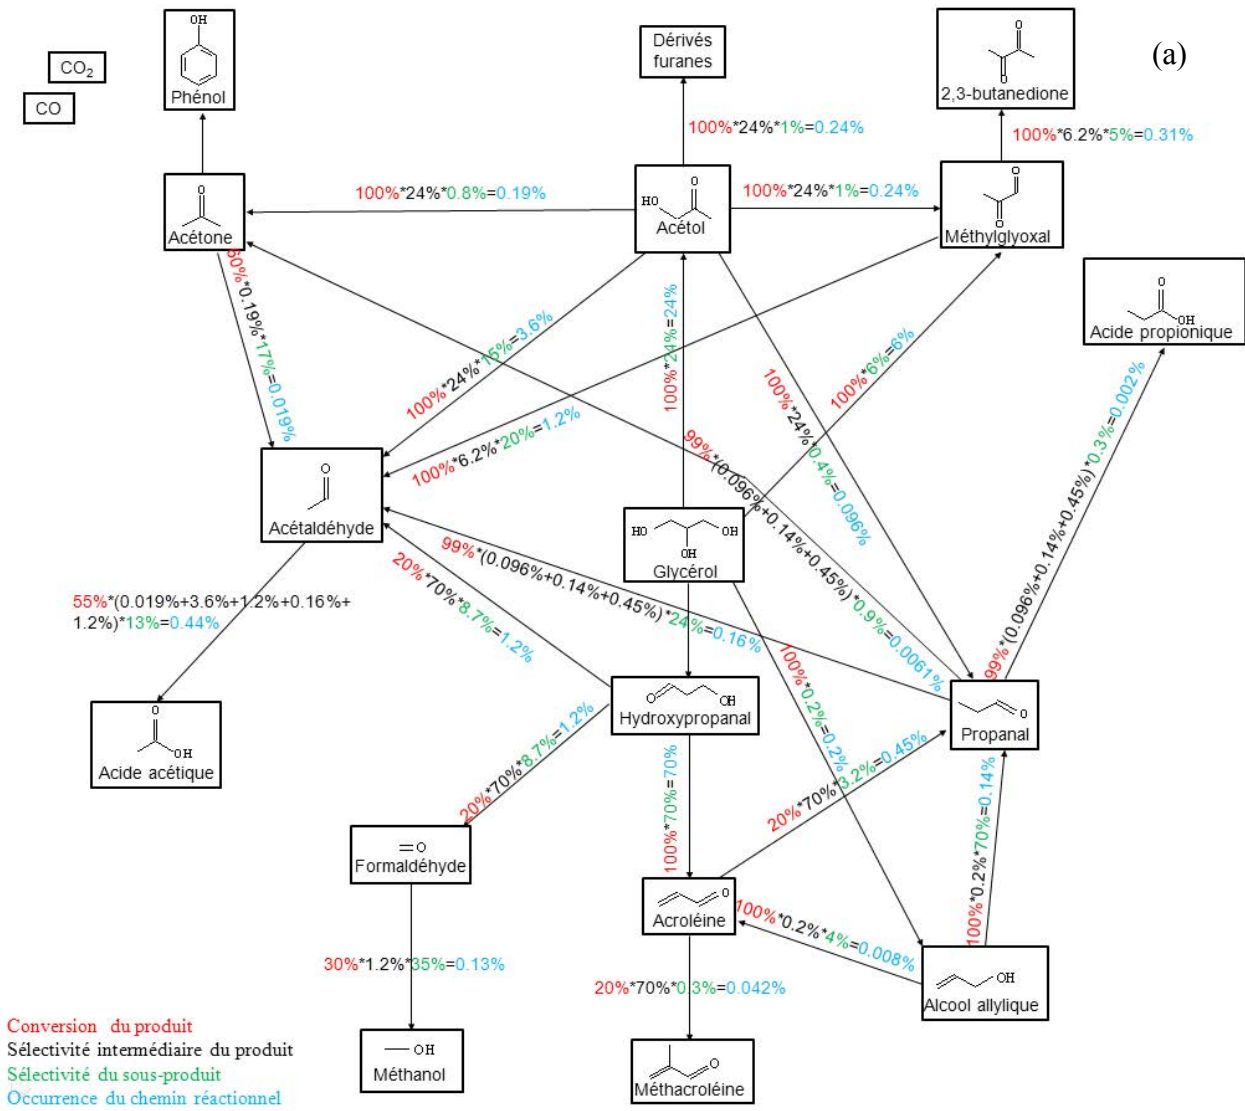 (a)
OH
Phénol
CO₂
CO
Dérivés
furanes
O
O
2,3-butanedione
100%*24%*1%=0.24%
100%*6.2%*5%=0.31%
O
Acétone
100%*24%*0.8%=0.19%
HO
O
Acétol
100%*24%*1%=0.24%
O
O
Méthylglyoxal
O
OH
Acide propionique
60%*0.19%*17%=0.019%
100%*24%*15%=3.6%
100%*24%=24%
100%*6%=6%
100%*24%*0.4%=0.096%
100%*6.2%*20%=1.2%
99%*(0.096%+0.14%+0.45%)*0.9%=0.0061%
99%*(0.096%+0.14%+0.45%)*0.3%=0.002%
O
Acétaldéhyde
HO
OH
OH
Glycérol
99%*(0.096%+0.14%+0.45%)*24%=0.16%
20%*70%*8.7%=1.2%
55%*(0.019%+3.6%+1.2%+0.16%+
1.2%)*13%=0.44%
100%*0.2%=0.2%
O
OH
Acide acétique
O
OH
Hydroxypropanal
O
Propanal
20%*70%*8.7%=1.2%
100%*70%=70%
20%*70%*3.2%=0.45%
100%*0.2%*70%=0.14%
=O
Formaldéhyde
O
Acroléine
100%*0.2%*4%=0.008%
OH
Alcool allylique
30%*1.2%*35%=0.13%
20%*70%*0.3%=0.042%
OH
Méthanol
O
Méthacroléine
Conversion du produit
Sélectivité intermédiaire du produit
Sélectivité du sous-produit
Occurrence du chemin réactionnel